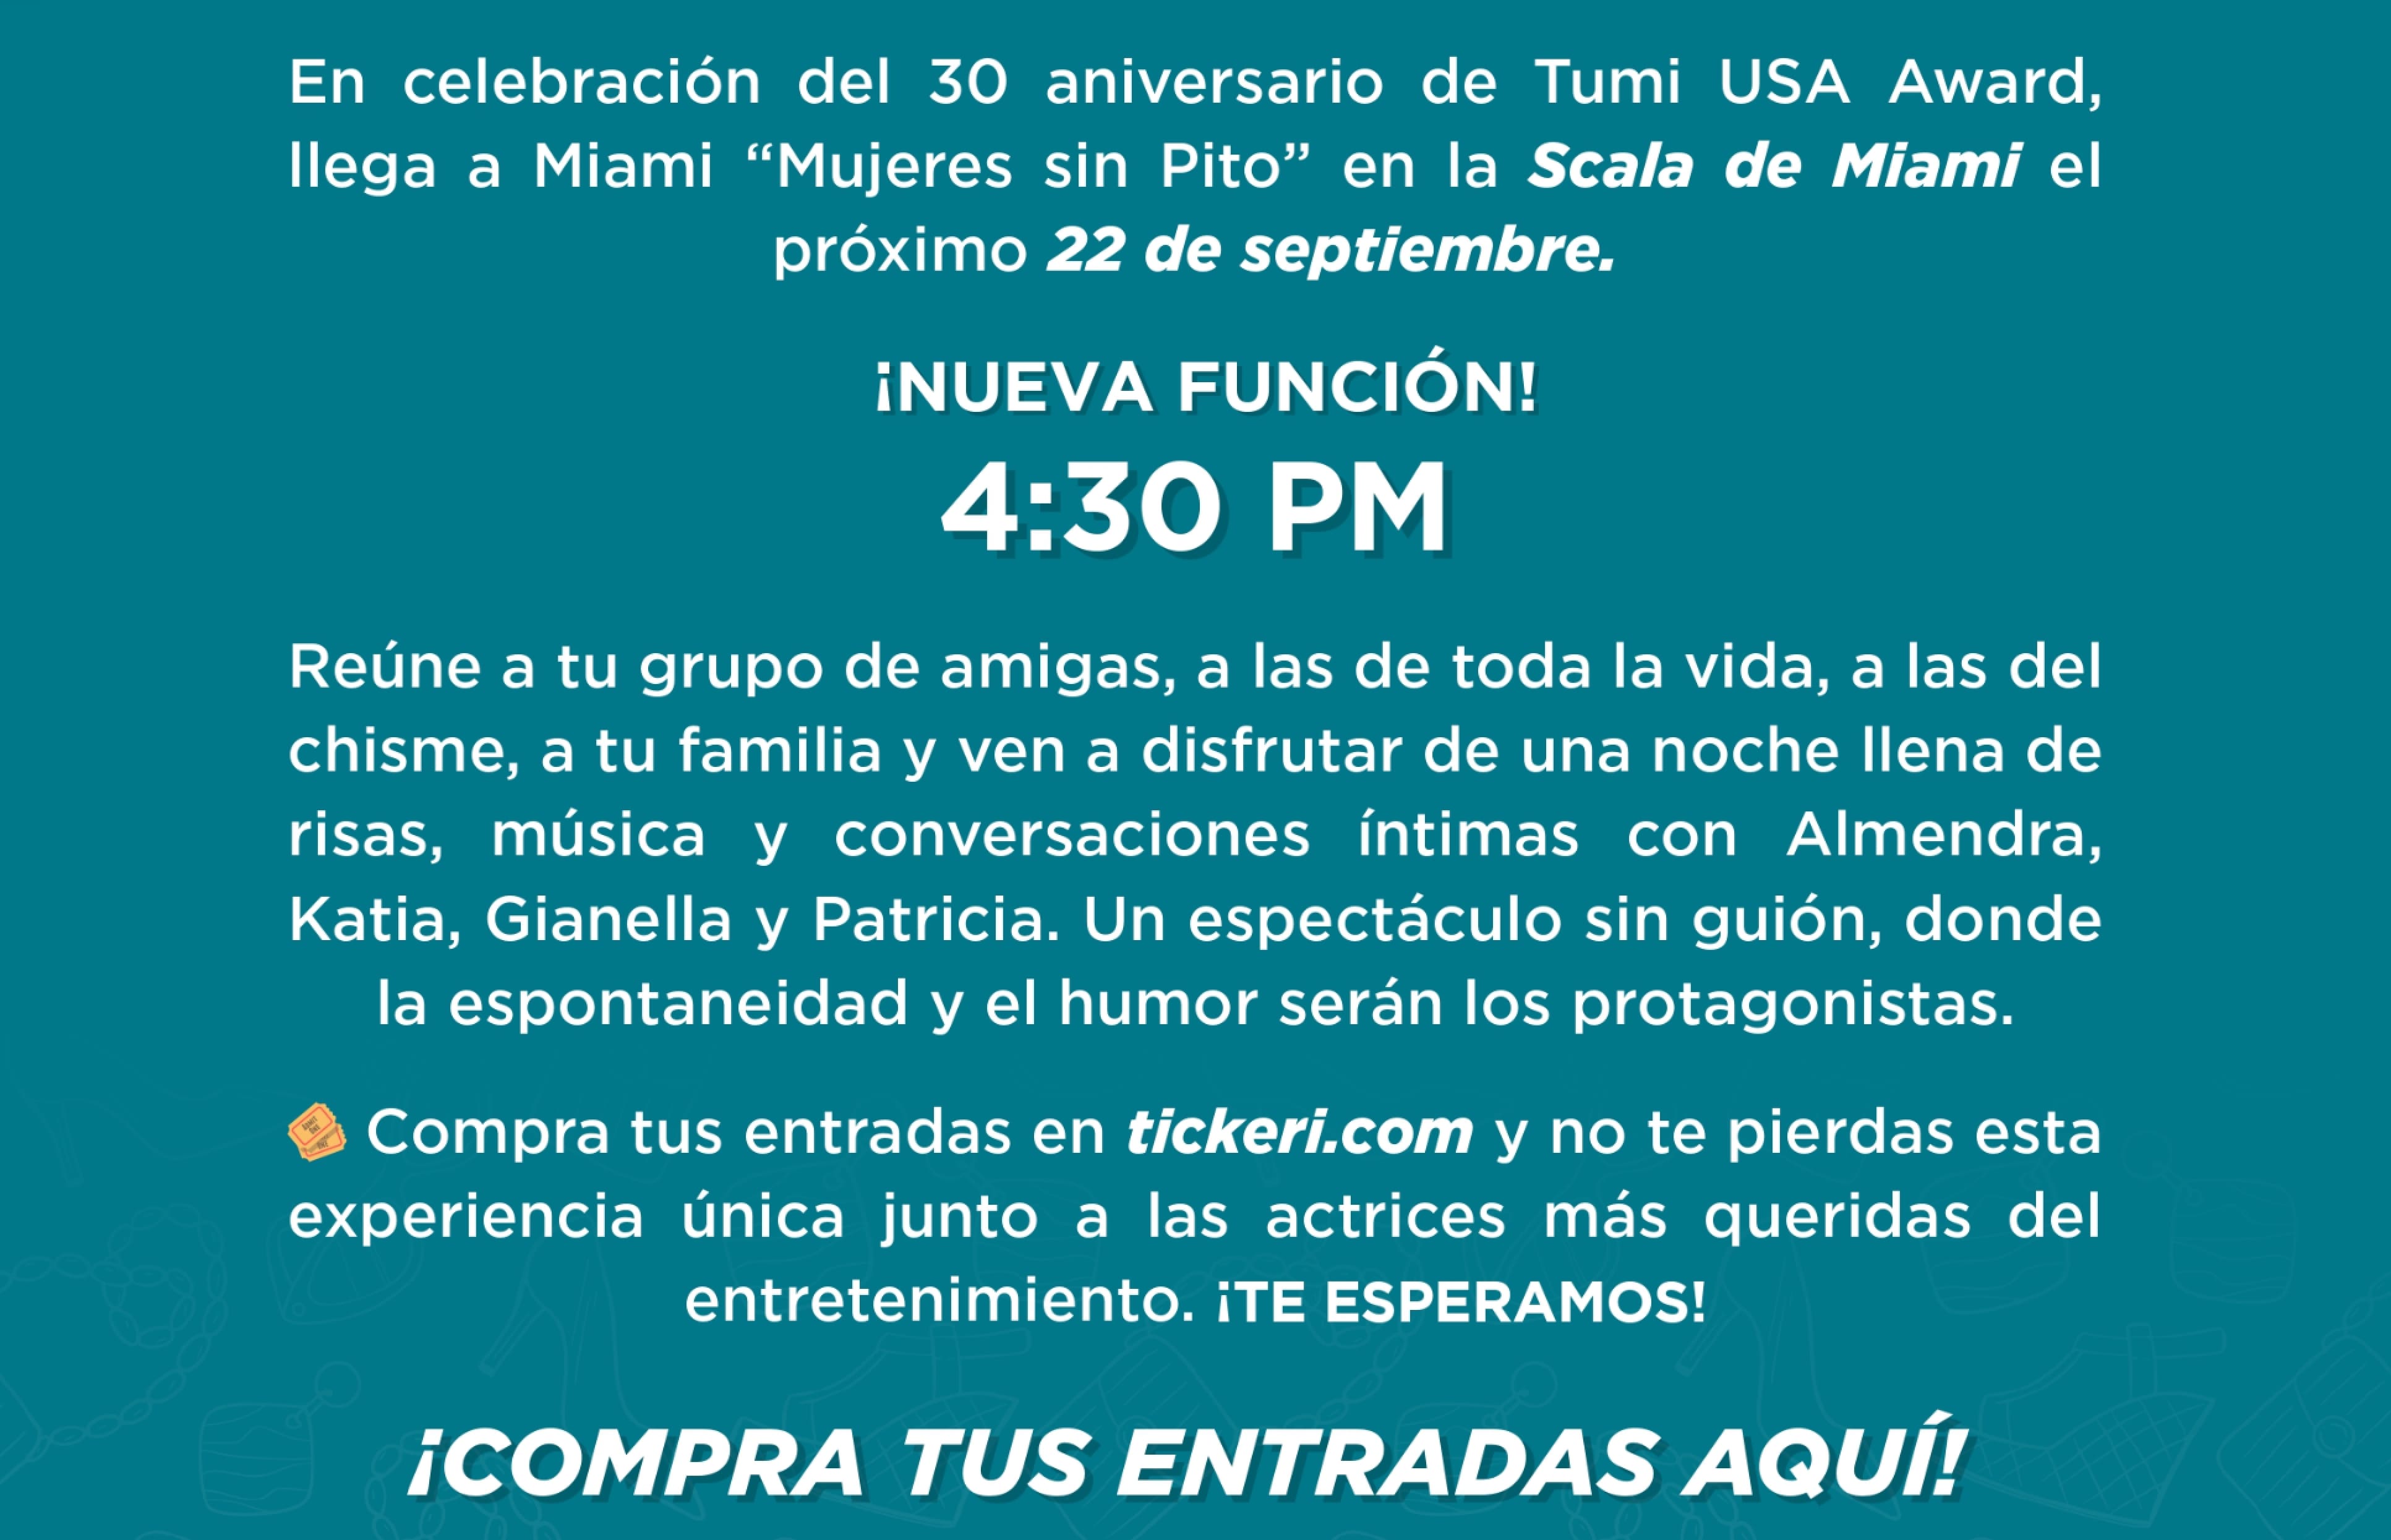 En celebración del 30 aniversario de Tumi USA Award,
llega a Miami “Mujeres sin Pito” en la Scala de Miami el
próximo 22 de septiembre.
¡NUEVA FUNCIÓN!
4:30 PM
Reúne a tu grupo de amigas, a las de toda la vida, a las del
chisme, a tu familia y ven a disfrutar de una noche llena de
risas, música y conversaciones íntimas con Almendra,
Katia, Gianella y Patricia. Un espectáculo sin guión, donde
la espontaneidad y el humor serán los protagonistas.
Compra tus entradas en tickeri.com y no te pierdas esta
experiencia única junto a las actrices más queridas del
entretenimiento. ¡TE ESPERAMOS!
¡COMPRA TUS ENTRADAS AQUÍ!